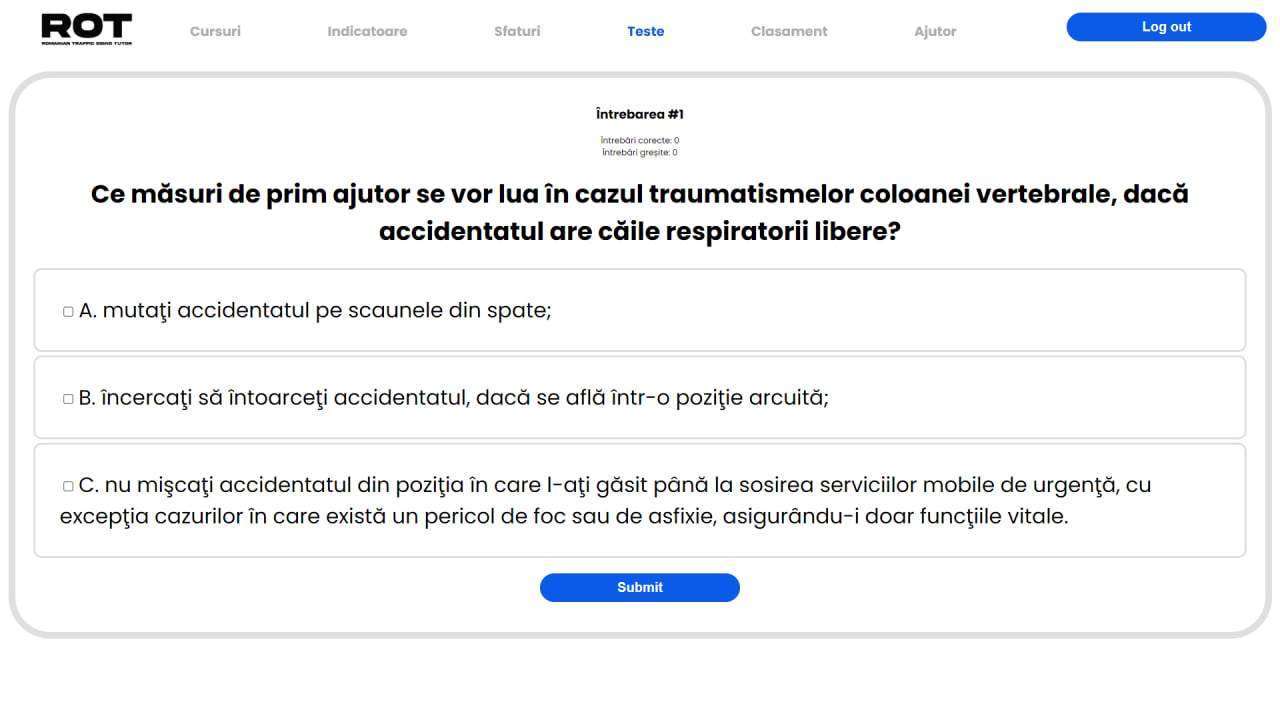 ROT
ROMANIAN TRAFFIC SIGNS TUTOR
Cursuri
Indicatoare
Sfaturi
Teste
Clasament
Ajutor
Log out
Întrebarea #1
Întrebări corecte: 0
Întrebări greșite: 0
Ce măsuri de prim ajutor se vor lua în cazul traumatismelor coloanei vertebrale, dacă
accidentatul are căile respiratorii libere?
A. mutaţi accidentatul pe scaunele din spate;
B. încercaţi să întoarceţi accidentatul, dacă se află într-o poziţie arcuită;
C. nu mişcaţi accidentatul din poziţia în care l-aţi găsit până la sosirea serviciilor mobile de urgenţă, cu
excepţia cazurilor în care există un pericol de foc sau de asfixie, asigurându-i doar funcţiile vitale.
Submit